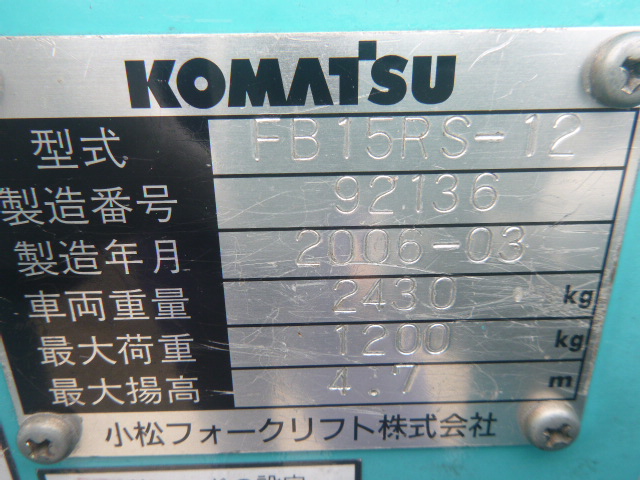 KOMATSU
型式 FB15RS-12
製造番号 92136
製造年月 2006-03
車両重量 2430 kg
最大荷重 1200 kg
最大揚高 4.7 m
小松フォークリフト株式会社